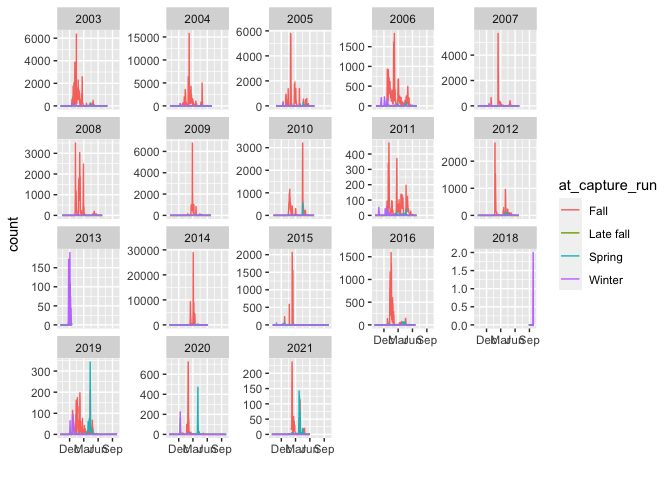 2003 2004 2005 2006 2007
6000 4000 2000 0
15000 10000 5000 0
6000 4000 2000 0
1500 1000 500 0
4000 2000 0
2008 2009 2010 2011 2012
3000 2000 1000 0
6000 4000 2000 0
3000 2000 1000 0
400 300 200 100 0
2000 1000 0
2013 2014 2015 2016 2018
150 100 50 0
30000 20000 10000 0
2000 1500 1000 500 0
1500 1000 500 0
2.0 1.5 1.0 0.5 0.0
Dec Mar Jun Sep
Dec Mar Jun Sep
2019 2020 2021
300 200 100 0
600 400 200 0
200 150 100 50 0
Dec Mar Jun Sep
Dec Mar Jun Sep
Dec Mar Jun Sep
count
at_capture_run
Fall
Late fall
Spring
Winter